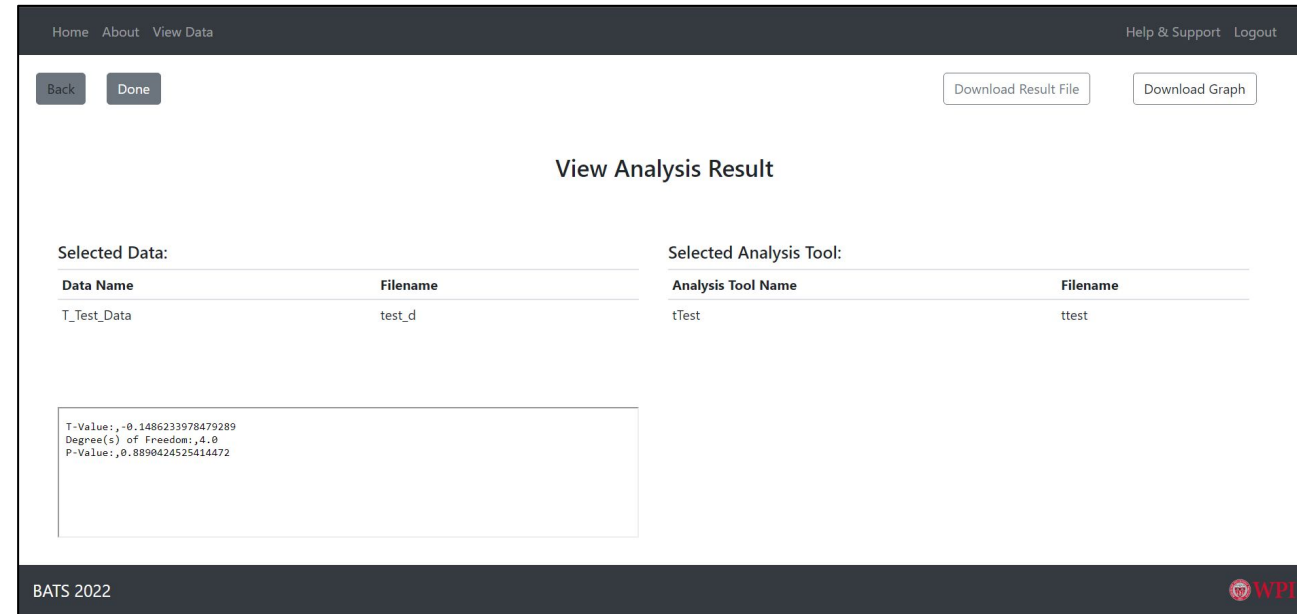 Home About View Data Help & Support Logout
Back Done Download Result File Download Graph
View Analysis Result
Selected Data: Selected Analysis Tool:
Data Name Filename Analysis Tool Name Filename
T_Test_Data test_d tTest ttest
T-Value:,-0.1486233978479289
Degree(s) of Freedom:,4.0
P-Value:,0.8890424525414472
BATS 2022 WPI